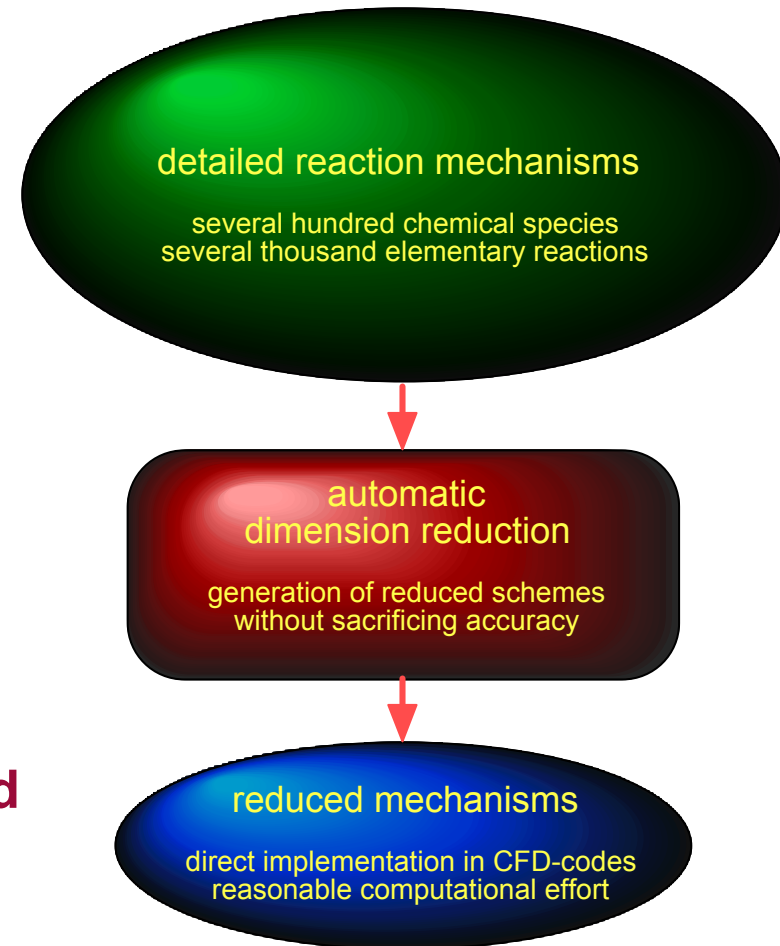 detailed reaction mechanisms
several hundred chemical species
several thousand elementary reactions
automatic
dimension reduction
generation of reduced schemes
without sacrificing accuracy
d
reduced mechanisms
direct implementation in CFD-codes
reasonable computational effort